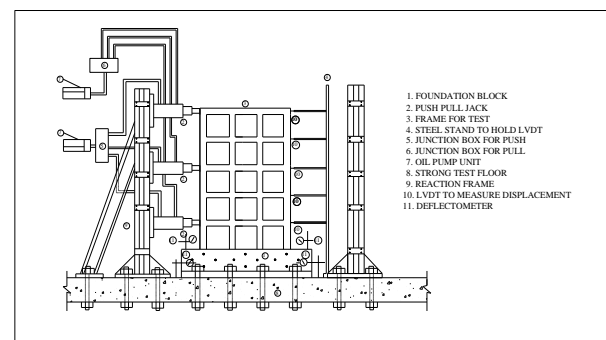 1. FOUNDATION BLOCK
2. PUSH PULL JACK
3. FRAME FOR TEST
4. STEEL STAND TO HOLD LVDT
5. JUNCTION BOX FOR PUSH
6. JUNCTION BOX FOR PULL
7. OIL PUMP UNIT
8. STRONG TEST FLOOR
9. REACTION FRAME
10. LVDT TO MEASURE DISPLACEMENT
11. DEFLECTOMETER